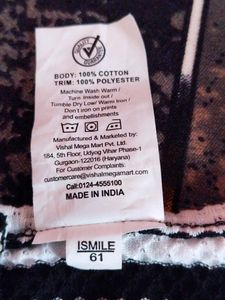 QUALITY
BODY: 100% COTTON
TRIM: 100% POLYESTER
Machine Wash Warm /
Turn Inside out /
Tumble Dry Low/ Warm Iron /
Don't iron on prints
and embellishments
Manufactured & Marketed by:
Vishal Mega Mart Pvt. Ltd.
184, 5th Floor, Udyog Vihar Phase-1
Gurgaon-122016 (Haryana)
For Customer Complaints
customercare@vishalmegamart.com
Call:0124-4555100
MADE IN INDIA
ISMILE
61